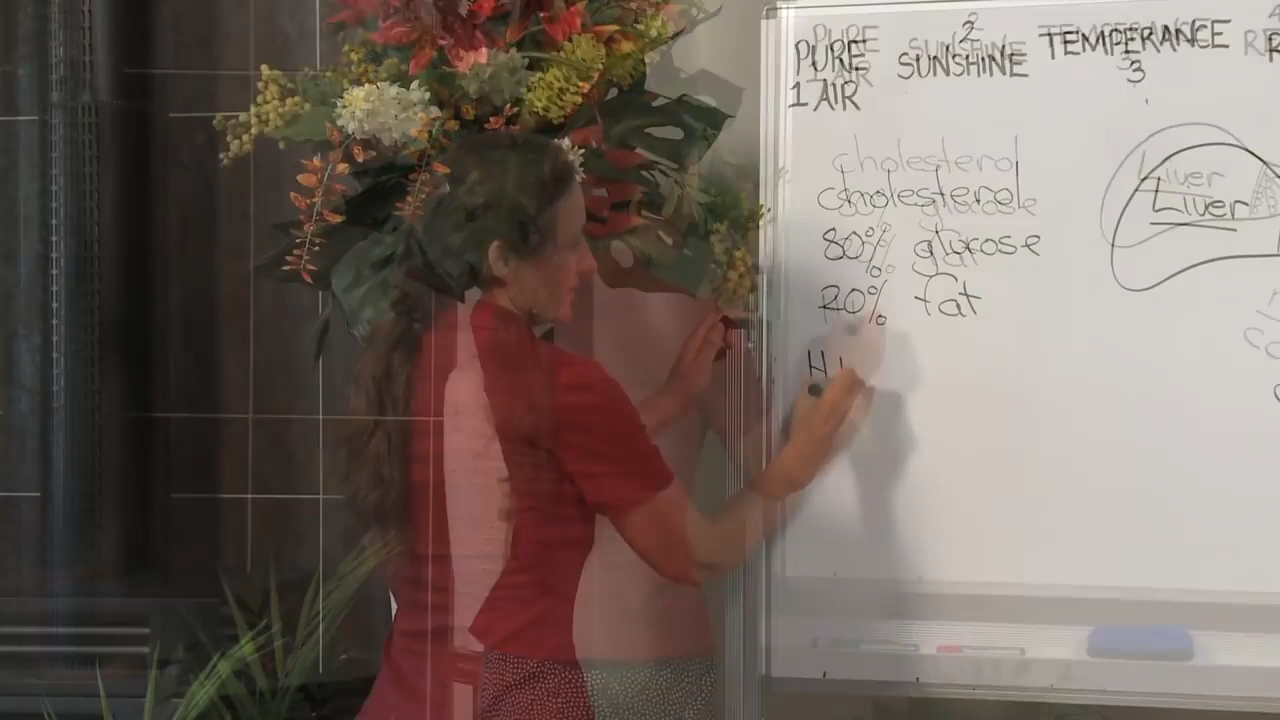 PURE 2 TEMPERANCE
1 AIR SUNSHINE 3
cholesterol
80% glucose
20% fat
H
Liver